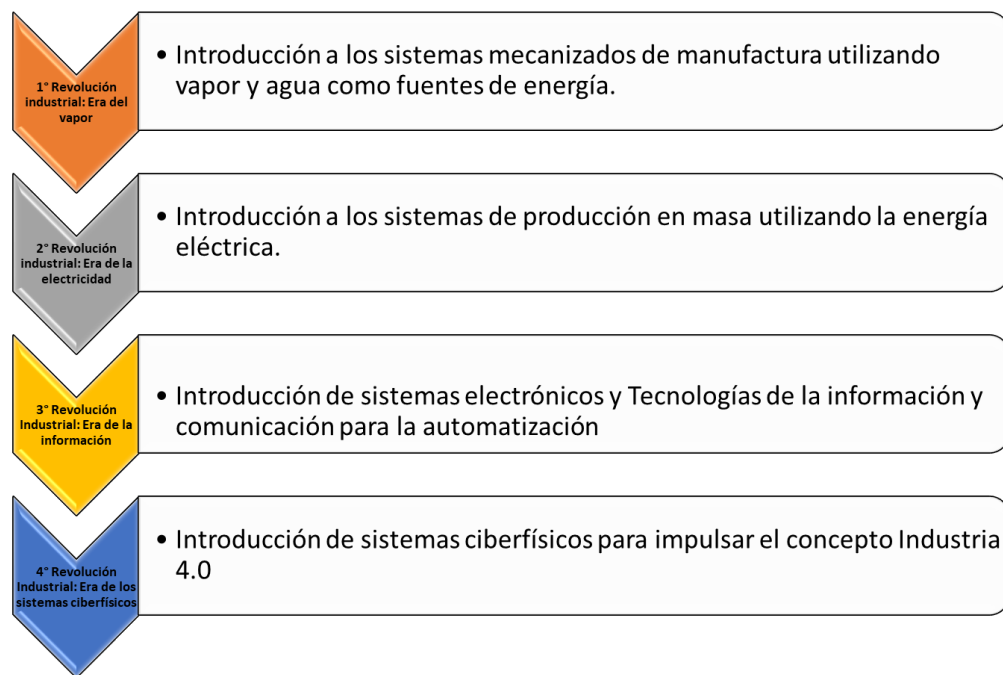 1° Revolución
industrial: Era del
vapor
• Introducción a los sistemas mecanizados de manufactura utilizando
vapor y agua como fuentes de energía.
2° Revolución
industrial: Era de la
electricidad
• Introducción a los sistemas de producción en masa utilizando la energía
eléctrica.
3° Revolución
Industrial: Era de la
información
• Introducción de sistemas electrónicos y Tecnologías de la información y
comunicación para la automatización
4° Revolución
Industrial: Era de los
sistemas ciberfísicos
• Introducción de sistemas ciberfísicos para impulsar el concepto Industria
4.0